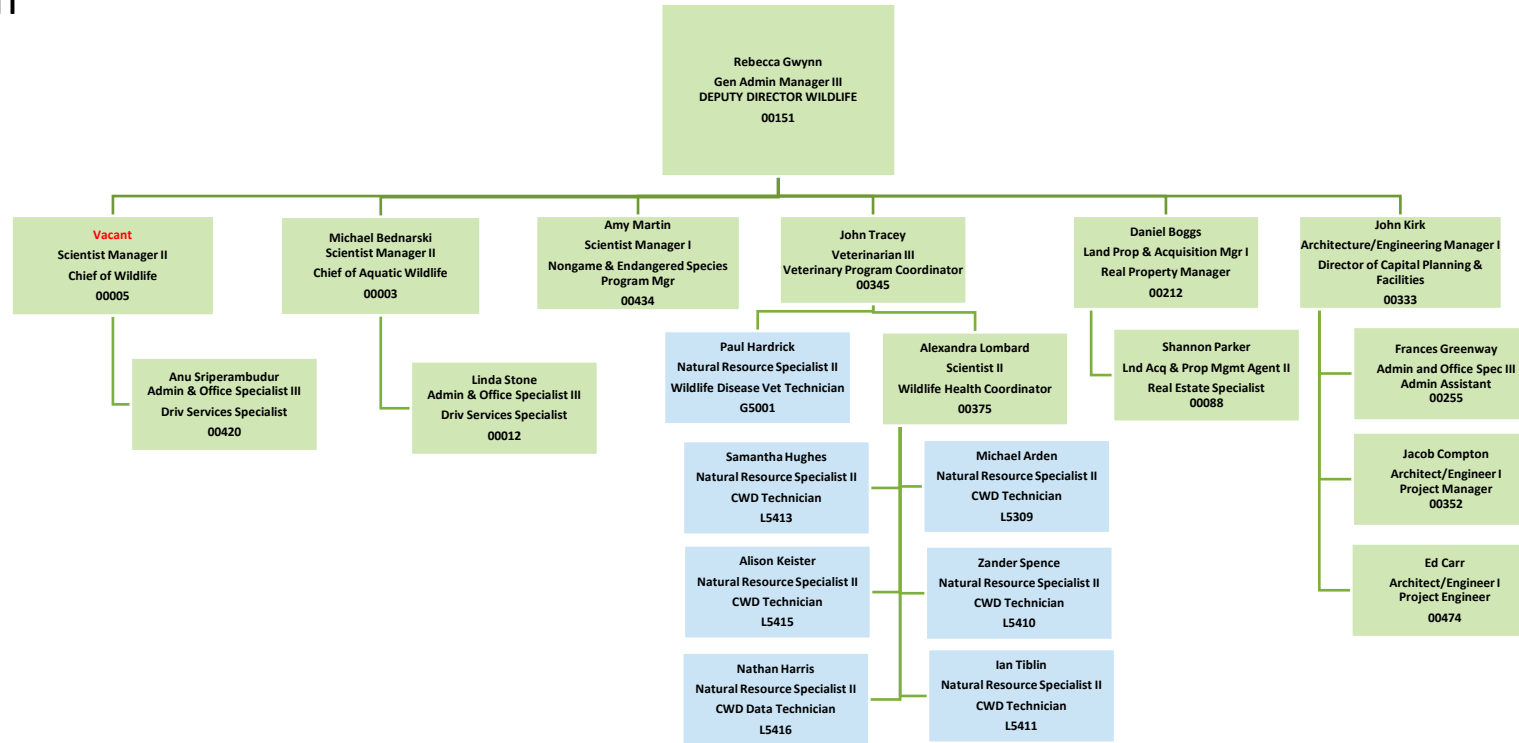 Rebecca Gwynn
Gen Admin Manager III
DEPUTY DIRECTOR WILDLIFE
00151
Vacant
Scientist Manager II
Chief of Wildlife
00005
Michael Bednarski
Scientist Manager II
Chief of Aquatic Wildlife
00003
Amy Martin
Scientist Manager I
Nongame & Endangered Species
Program Mgr
00434
John Tracey
Veterinarian III
Veterinary Program Coordinator
00345
Daniel Boggs
Land Prop & Acquisition Mgr I
Real Property Manager
00212
John Kirk
Architecture/Engineering Manager I
Director of Capital Planning &
Facilities
00333
Anu Sriperambudur
Admin & Office Specialist III
Driv Services Specialist
00420
Linda Stone
Admin & Office Specialist III
Driv Services Specialist
00012
Paul Hardrick
Natural Resource Specialist II
Wildlife Disease Vet Technician
G5001
Alexandra Lombard
Scientist II
Wildlife Health Coordinator
00375
Shannon Parker
Lnd Acq & Prop Mgmt Agent II
Real Estate Specialist
00088
Frances Greenway
Admin and Office Spec III
Admin Assistant
00255
Samantha Hughes
Natural Resource Specialist II
CWD Technician
L5413
Michael Arden
Natural Resource Specialist II
CWD Technician
L5309
Jacob Compton
Architect/Engineer I
Project Manager
00352
Alison Keister
Natural Resource Specialist II
CWD Technician
L5415
Zander Spence
Natural Resource Specialist II
CWD Technician
L5410
Ed Carr
Architect/Engineer I
Project Engineer
00474
Nathan Harris
Natural Resource Specialist II
CWD Data Technician
L5416
Ian Tiblin
Natural Resource Specialist II
CWD Technician
L5411